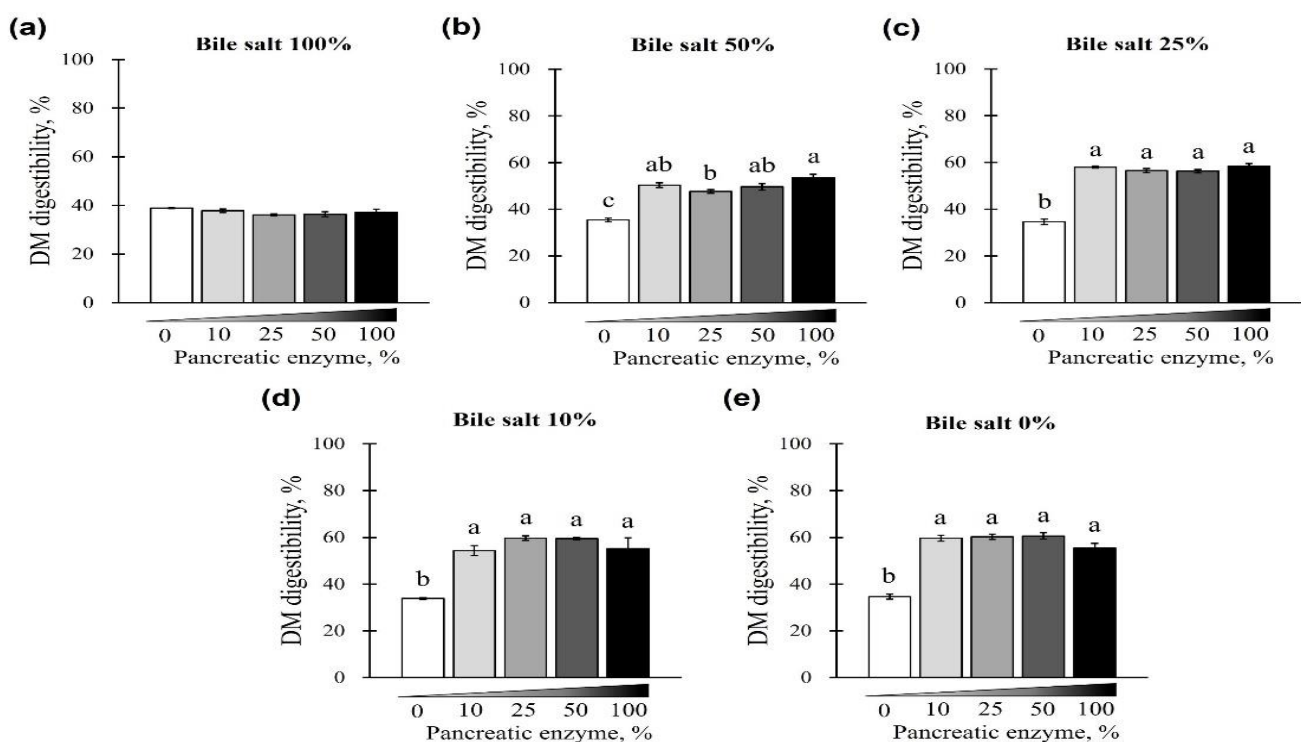 (a)
Bile salt 100%
DM digestibility, %
100
80
60
40
20
0
0 10 25 50 100
Pancreatic enzyme, %
(b)
Bile salt 50%
DM digestibility, %
100
80
60
40
20
0
c ab b ab a
0 10 25 50 100
Pancreatic enzyme, %
(c)
Bile salt 25%
DM digestibility, %
100
80
60
40
20
0
b a a a a
0 10 25 50 100
Pancreatic enzyme, %
(d)
Bile salt 10%
DM digestibility, %
100
80
60
40
20
0
b a a a a
0 10 25 50 100
Pancreatic enzyme, %
(e)
Bile salt 0%
DM digestibility, %
100
80
60
40
20
0
b a a a a
0 10 25 50 100
Pancreatic enzyme, %